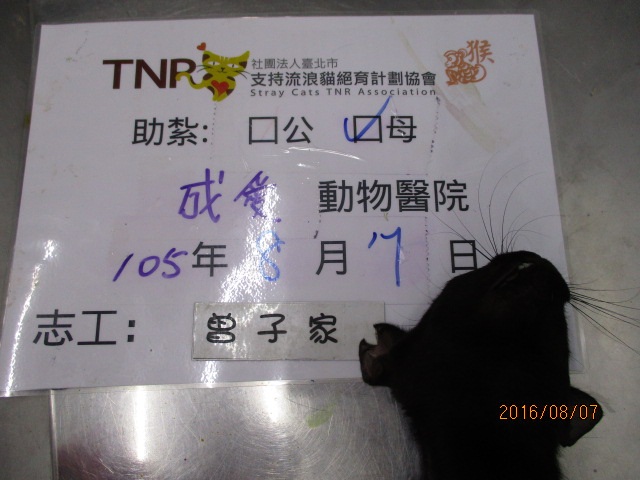 TNR 社團法人臺北市
支持流浪貓絕育計劃協會
Stray Cats TNR Association
猴
助紮: 口公 口母
成愛 動物醫院
105年 8月 7日
志工: 曾子家
2016/08/07